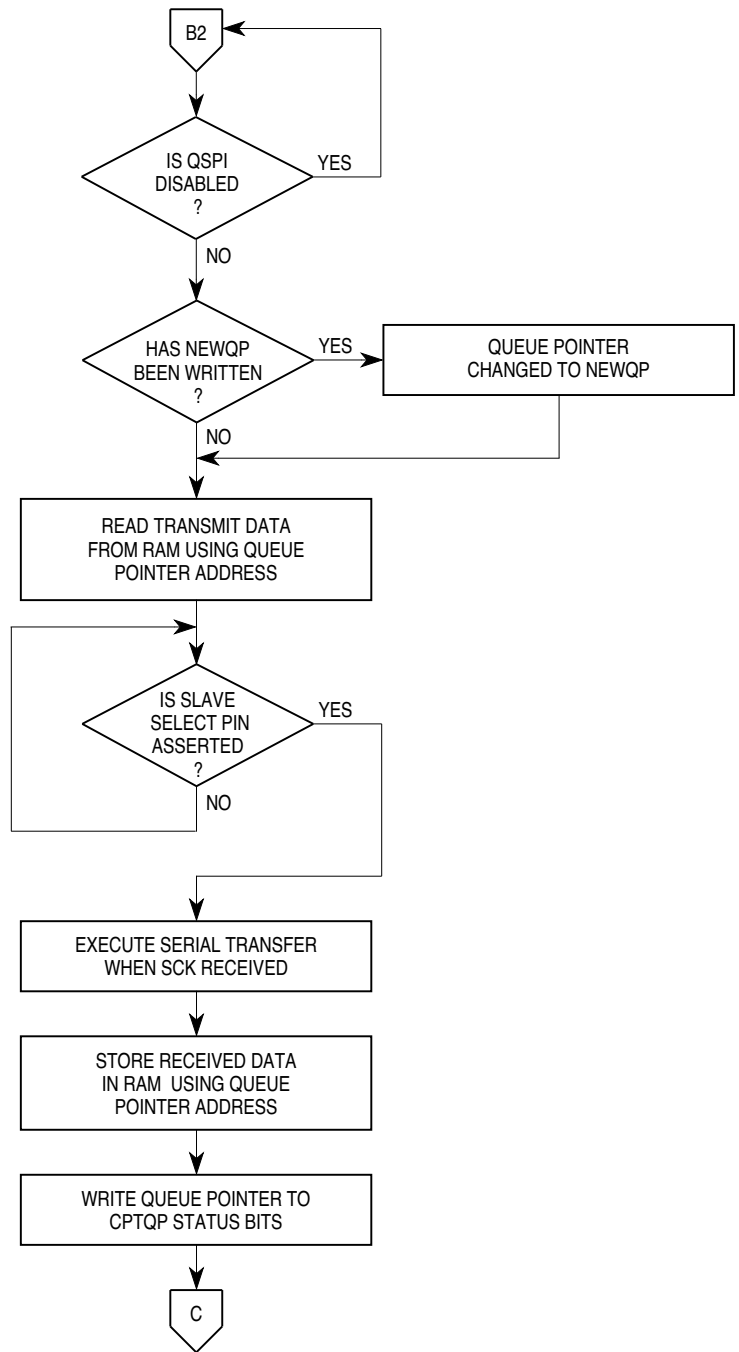 B2
IS QSPI
DISABLED
?
YES
NO
HAS NEWQP
BEEN WRITTEN
?
YES
QUEUE POINTER
CHANGED TO NEWQP
NO
READ TRANSMIT DATA
FROM RAM USING QUEUE
POINTER ADDRESS
IS SLAVE
SELECT PIN
ASSERTED
?
YES
NO
EXECUTE SERIAL TRANSFER
WHEN SCK RECEIVED
STORE RECEIVED DATA
IN RAM USING QUEUE
POINTER ADDRESS
WRITE QUEUE POINTER TO
CPTQP STATUS BITS
C